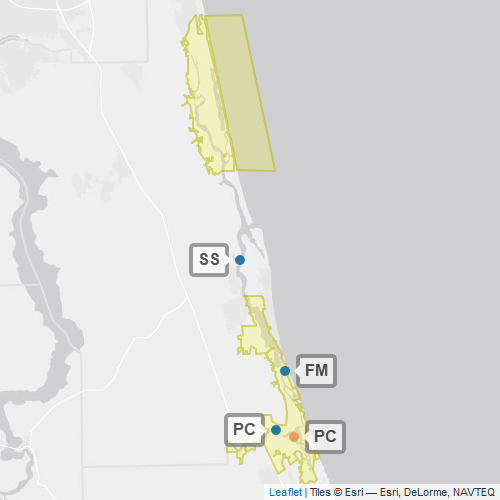 SS
FM
PC
PC
Leaflet | Tiles © Esri — Esri, DeLorme, NAVTEQ